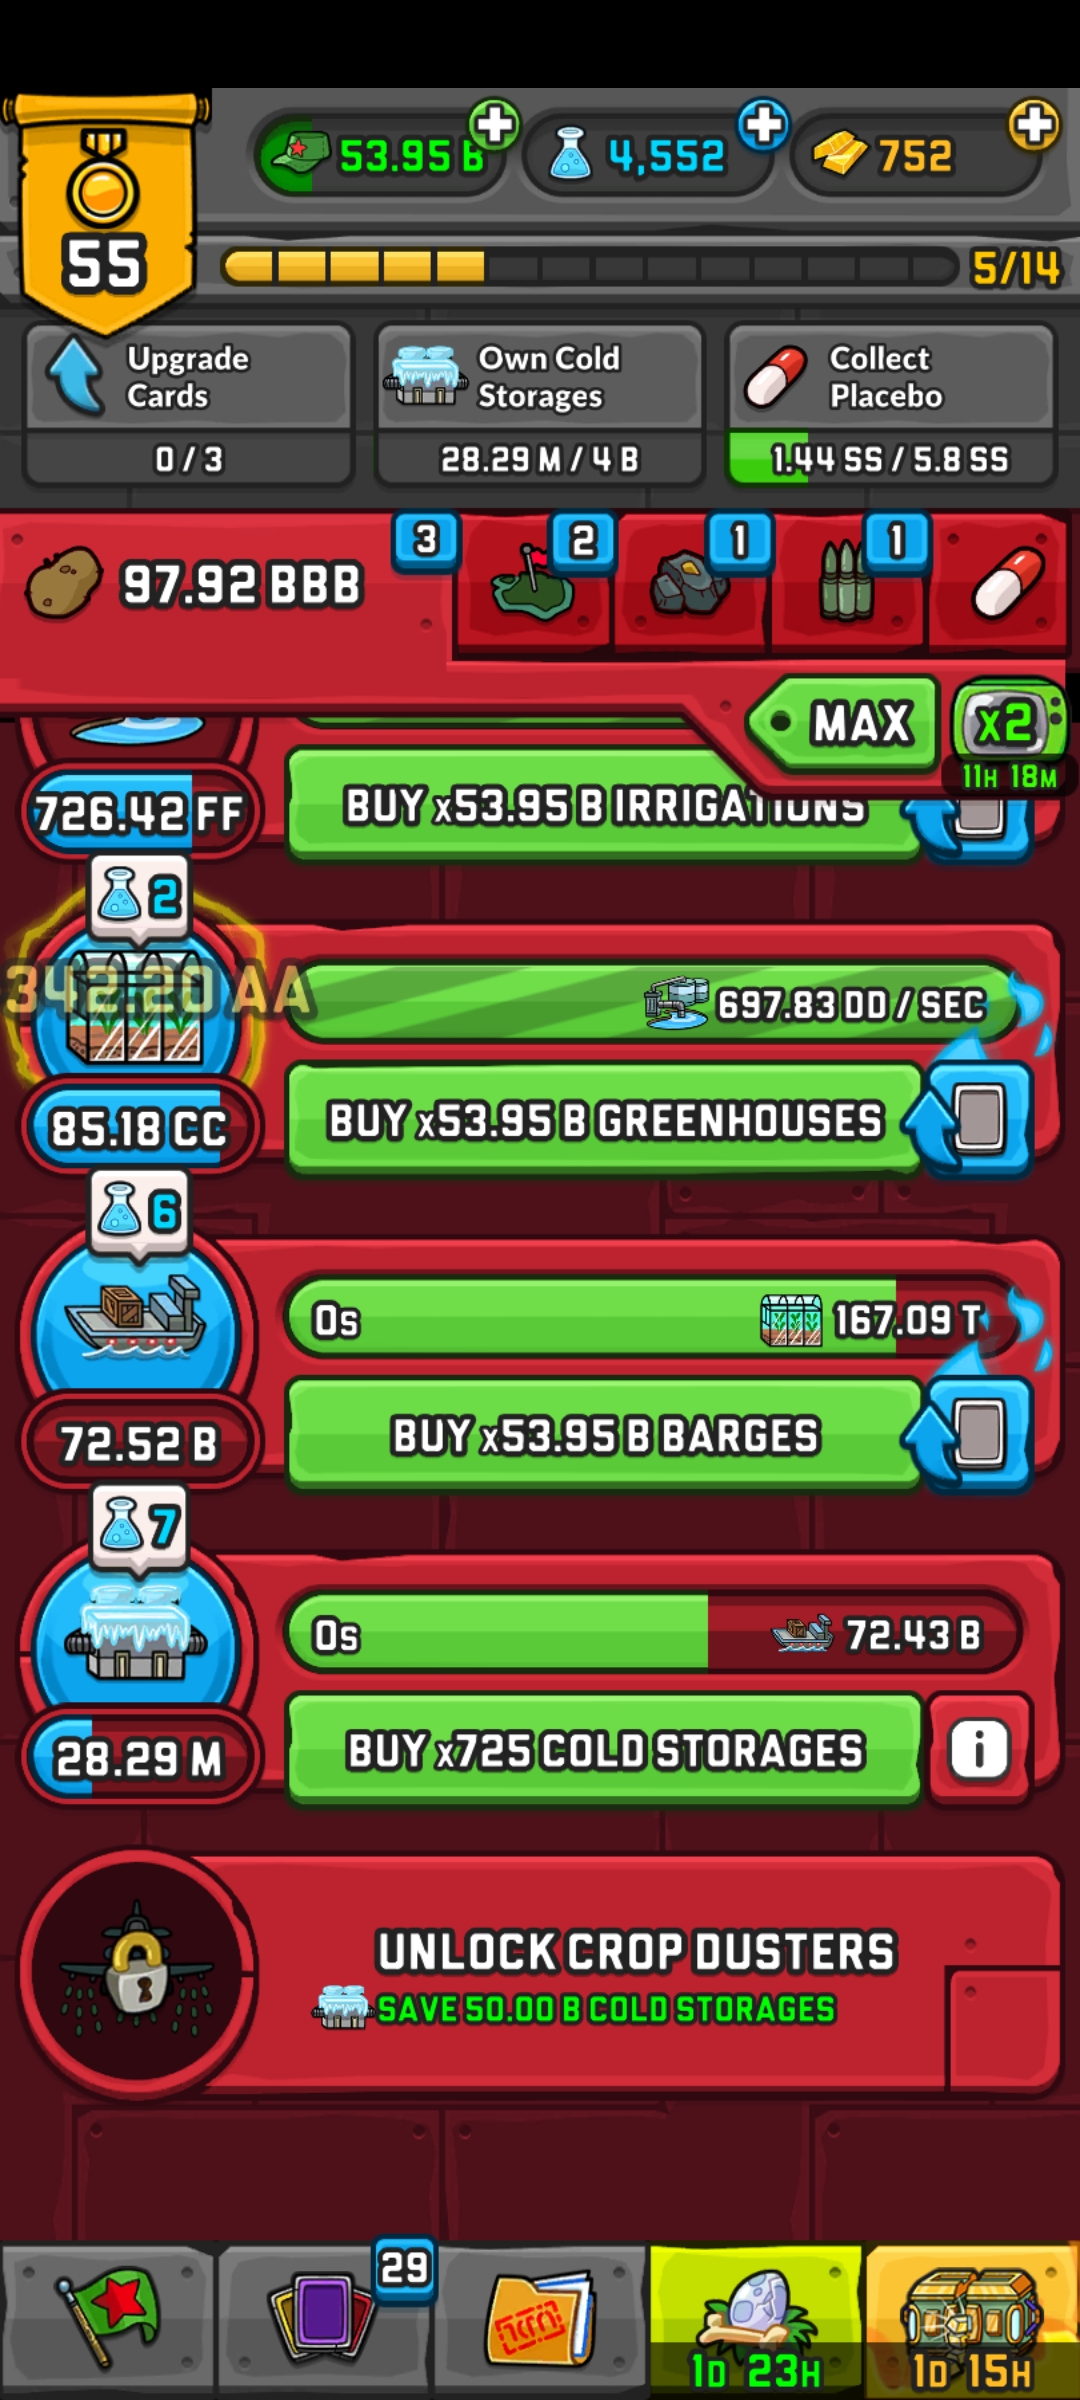 53.95 B
4,552
752
55
5/14
Upgrade
Cards
0 / 3
Own Cold
Storages
28.29 M / 4 B
Collect
Placebo
1.44 SS / 5.8 SS
97.92 BBB
3
2
1
1
MAX
x2
11H 18M
726.42 FF
BUY x53.95 B IRRIGATIONS
2
342.20 AA
697.83 DD / SEC
85.18 CC
BUY x53.95 B GREENHOUSES
6
0s
167.09 T
72.52 B
BUY x53.95 B BARGES
7
0s
72.43 B
28.29 M
BUY x725 COLD STORAGES
i
UNLOCK CROP DUSTERS
SAVE 50.00 B COLD STORAGES
29
1D 23H
1D 15H